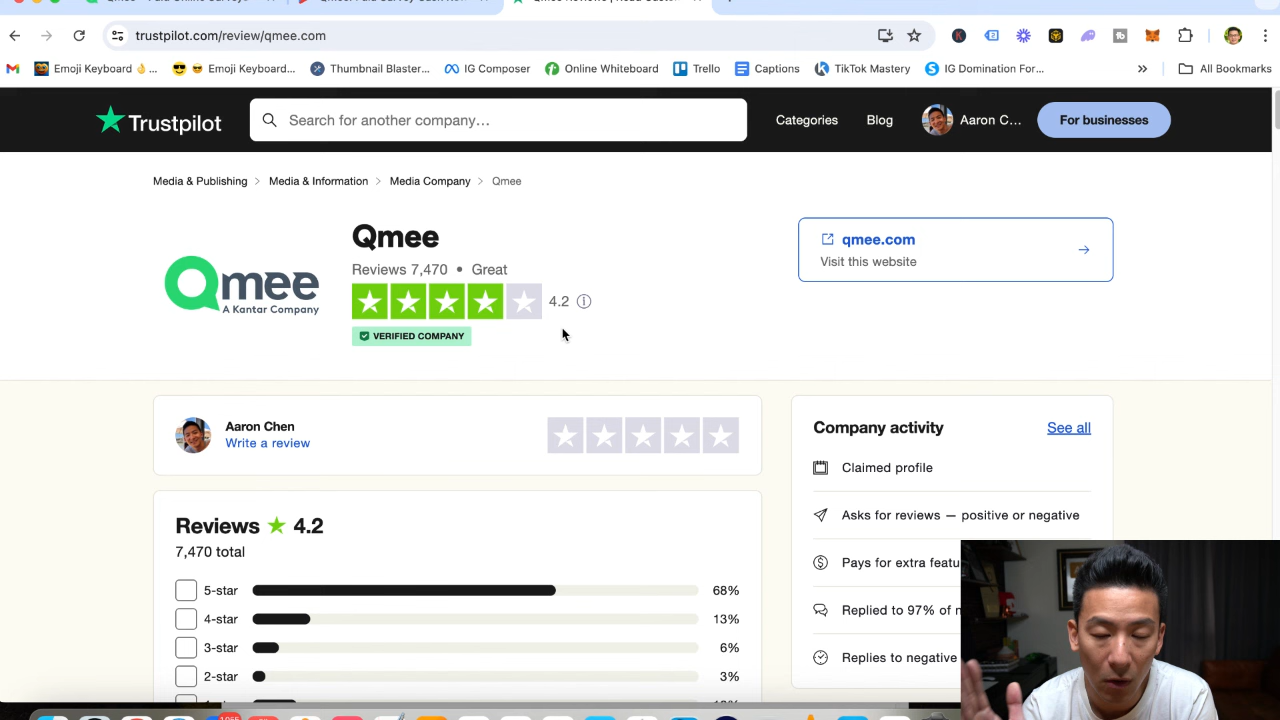 trustpilot.com/review/qmee.com
Emoji Keyboard 👌 ...
Emoji Keyboard...
Thumbnail Blaster...
IG Composer
Online Whiteboard
Trello
Captions
TikTok Mastery
IG Domination For...
»
All Bookmarks
Trustpilot
Search for another company...
Categories
Blog
Aaron C...
For businesses
Media & Publishing > Media & Information > Media Company > Qmee
Qmee
Reviews 7,470 • Great
4.2
VERIFIED COMPANY
Qmee
A Kantar Company
qmee.com
Visit this website
Aaron Chen
Write a review
Reviews ★ 4.2
7,470 total
5-star 68%
4-star 13%
3-star 6%
2-star 3%
Company activity
See all
Claimed profile
Asks for reviews — positive or negative
Pays for extra
Replied to 97% of
Replies to negative